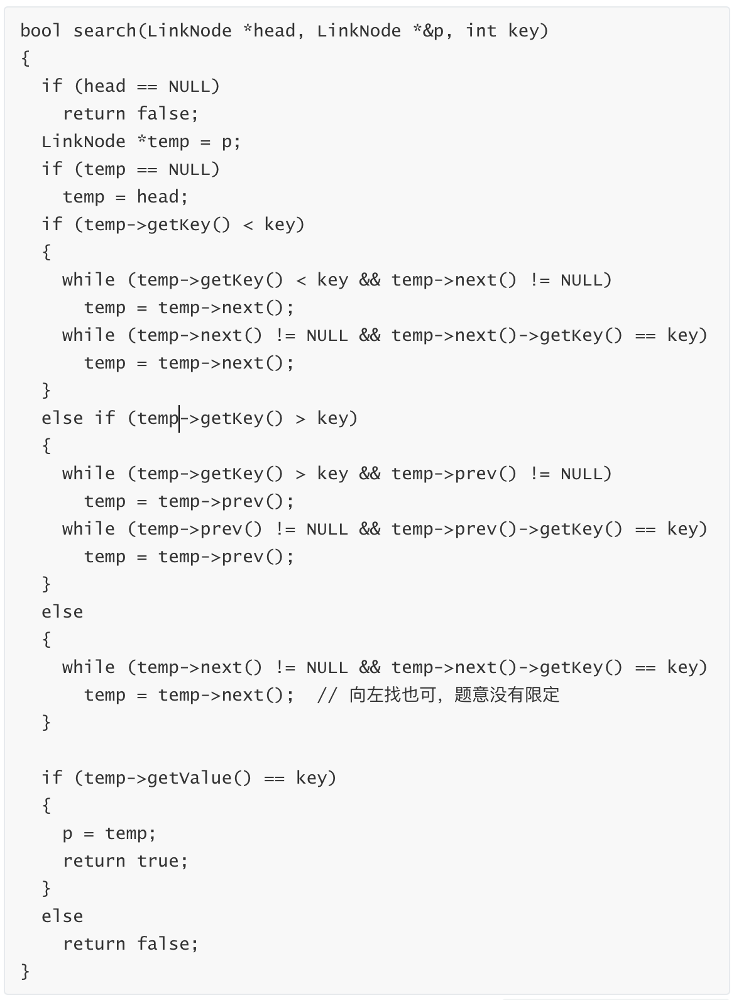 bool search(LinkNode *head, LinkNode *&p, int key)
{
  if (head == NULL)
    return false;
  LinkNode *temp = p;
  if (temp == NULL)
    temp = head;
  if (temp->getKey() < key)
  {
    while (temp->getKey() < key && temp->next() != NULL)
      temp = temp->next();
    while (temp->next() != NULL && temp->next()->getKey() == key)
      temp = temp->next();
  }
  else if (temp->getKey() > key)
  {
    while (temp->getKey() > key && temp->prev() != NULL)
      temp = temp->prev();
    while (temp->prev() != NULL && temp->prev()->getKey() == key)
      temp = temp->prev();
  }
  else
  {
    while (temp->next() != NULL && temp->next()->getKey() == key)
      temp = temp->next();  // 向左找也可，题意没有限定
  }

  if (temp->getValue() == key)
  {
    p = temp;
    return true;
  }
  else
    return false;
}